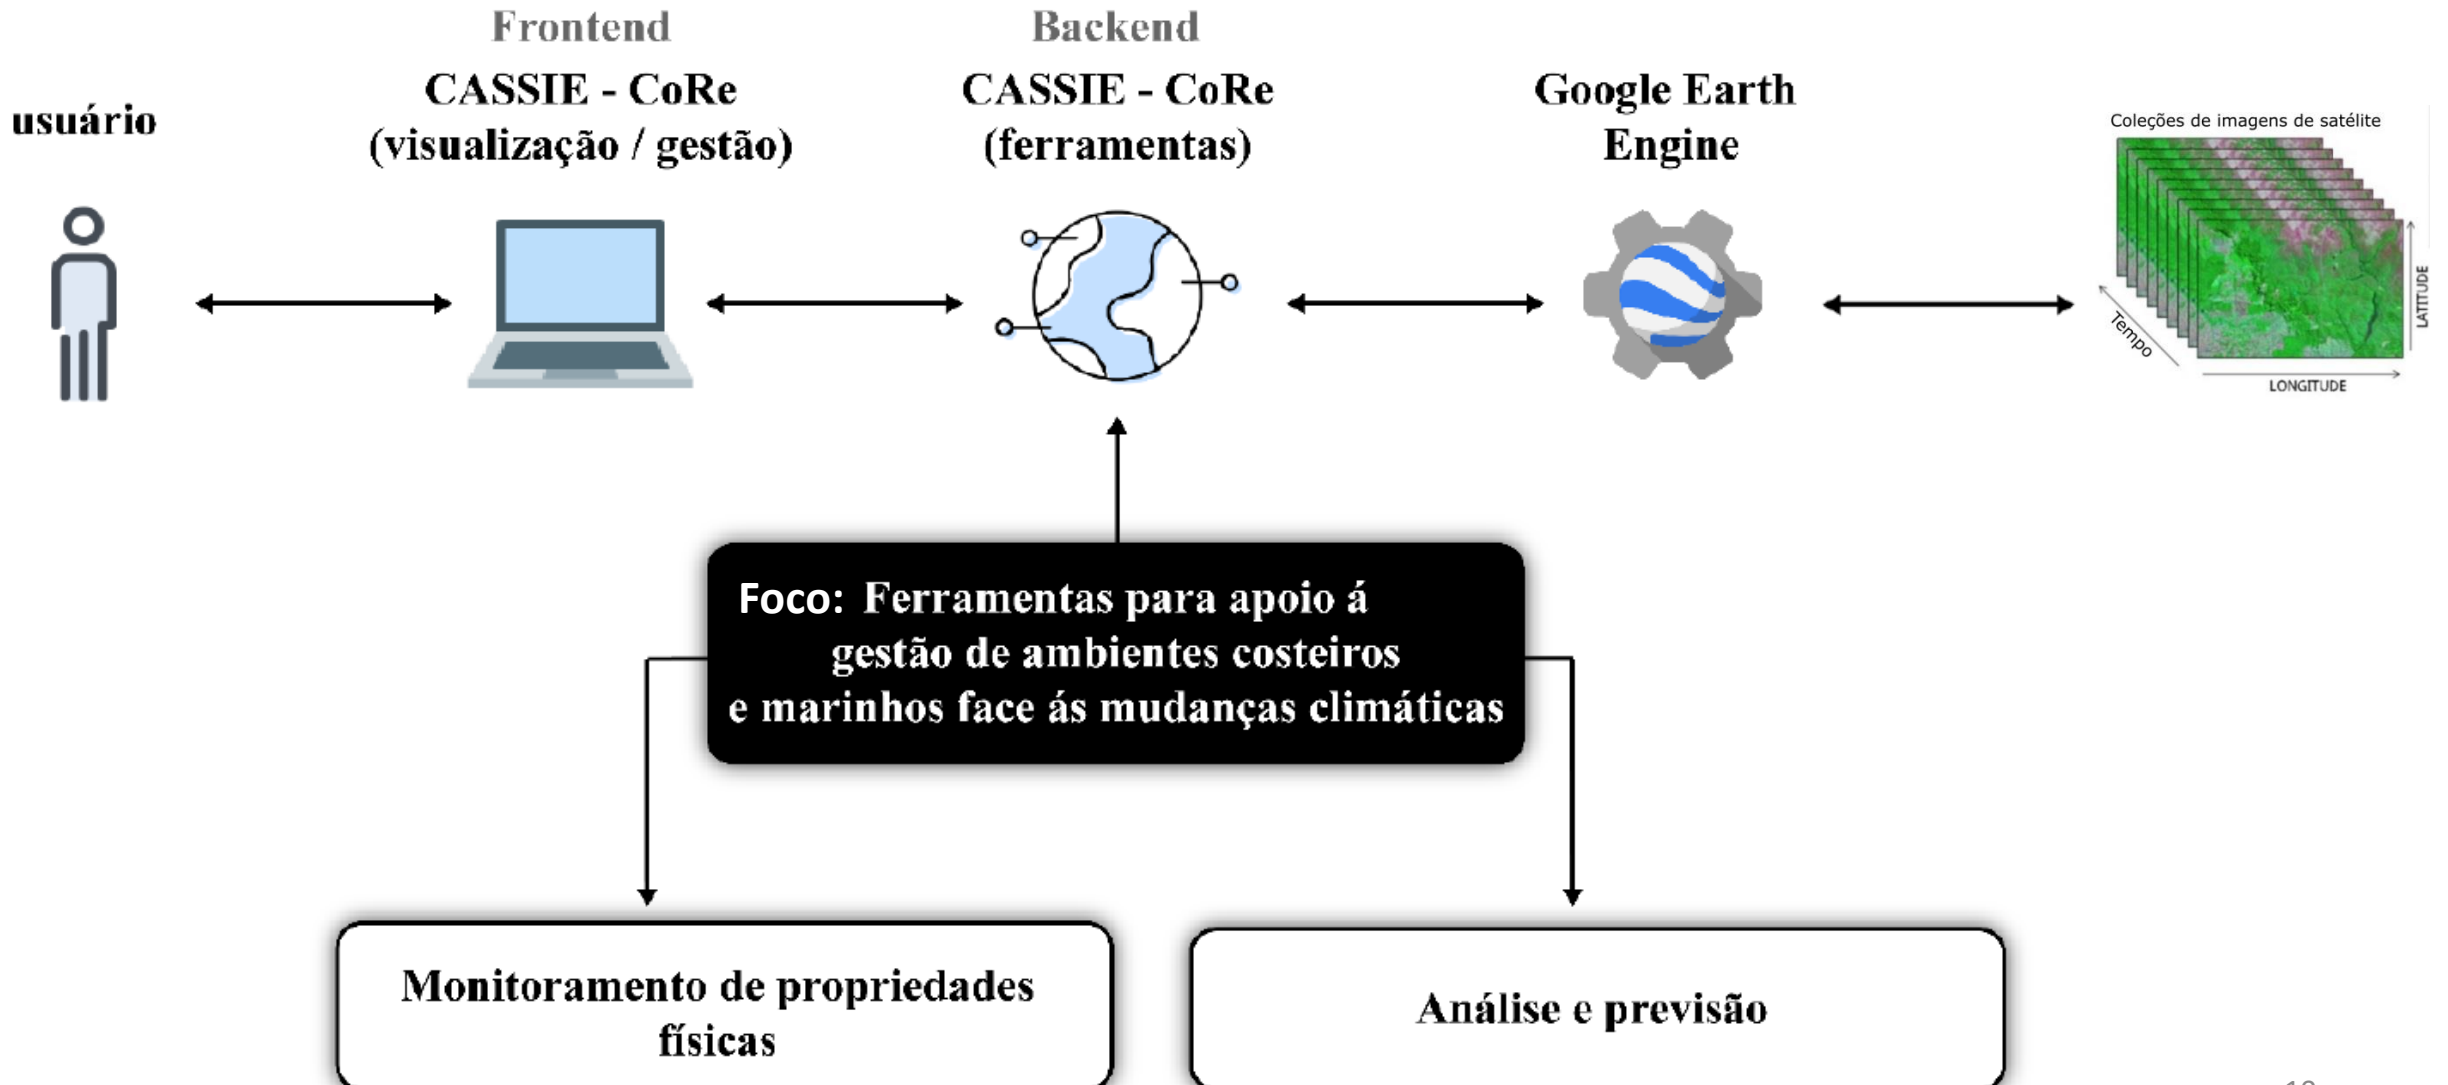 Frontend
Backend
CASSIE - CoRe
(visualização / gestão)
CASSIE - CoRe
(ferramentas)
Google Earth
Engine
usuário
Coleções de imagens de satélite
Tempo
LATITUDE
LONGITUDE
Foco: Ferramentas para apoio á
gestão de ambientes costeiros
e marinhos face ás mudanças climáticas
Monitoramento de propriedades
físicas
Análise e previsão